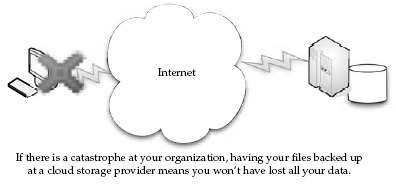 Internet
If there is a catastrophe at your organization, having your files backed up
at a cloud storage provider means you won't have lost all your data.